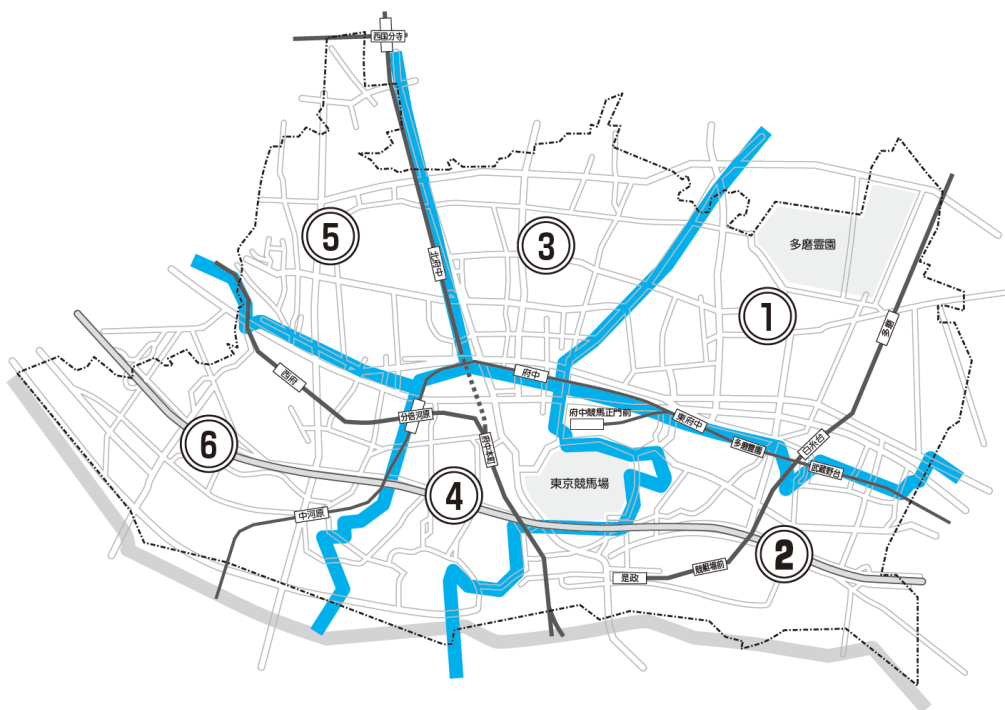 西国分寺
北府中
多磨霊園
多磨
5
3
1
西府
府中
分倍河原
府中競馬正門前
東府中
多磨霊園
白糸台
武蔵野台
府中本町
6
4
東京競馬場
中河原
2
是政
競艇場前